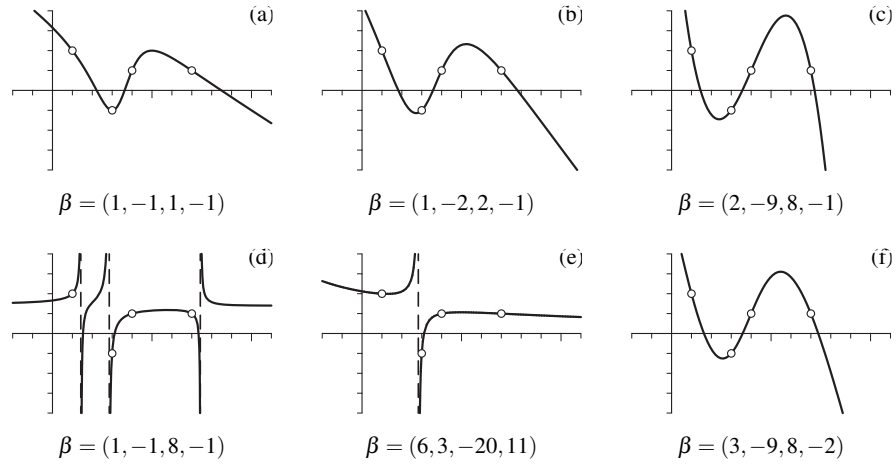 (a) (b) (c)
β = (1,−1,1,−1) β = (1,−2,2,−1) β = (2,−9,8,−1)
(d) (e) (f)
β = (1,−1,8,−1) β = (6,3,−20,11) β = (3,−9,8,−2)